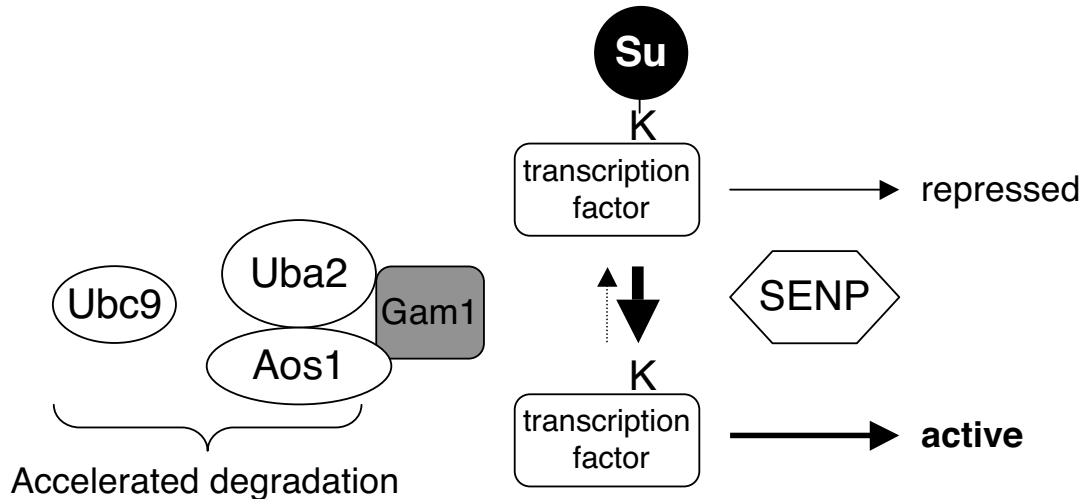 Su
K
transcription
factor
repressed
Uba2
Ubc9
Gam1
SENP
Aos1
K
transcription
factor
active
Accelerated degradation